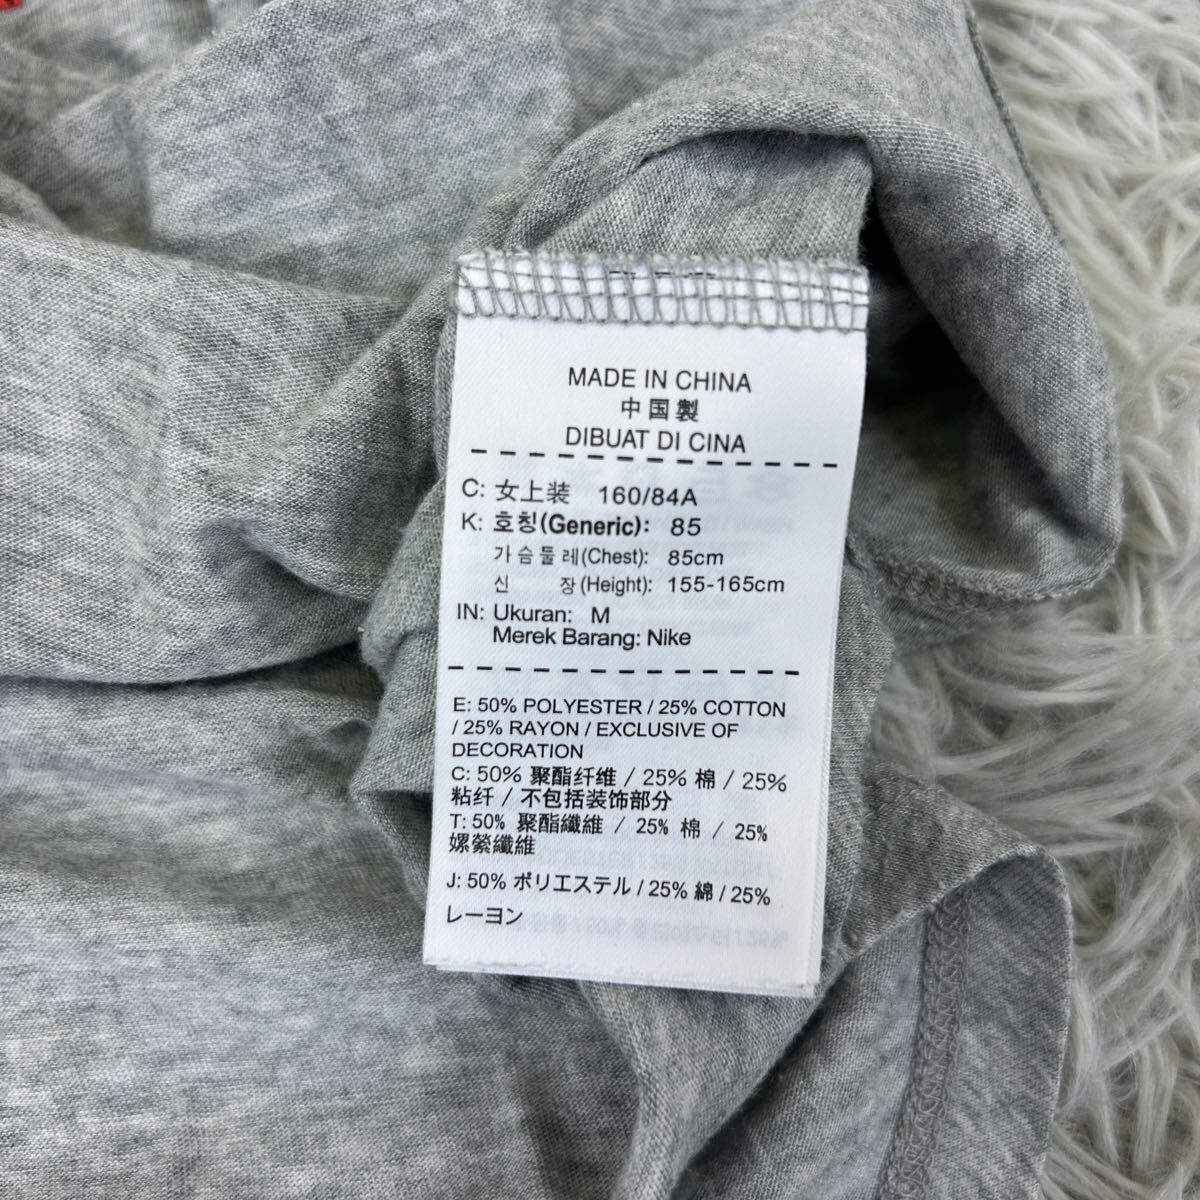 MADE IN CHINA
中国製
DIBUAT DI CINA
C: 女上装 160/84A
K: 호칭(Generic): 85
가슴둘레(Chest): 85cm
신 장(Height): 155-165cm
IN: Ukuran: M
Merek Barang: Nike
E: 50% POLYESTER / 25% COTTON
/ 25% RAYON / EXCLUSIVE OF
DECORATION
C: 50% 聚酯纤维 / 25% 棉 / 25%
粘纤 / 不包括装饰部分
T: 50% 聚酯纖維 / 25% 棉 / 25%
嫘縈纖維
J: 50% ポリエステル / 25% 綿 / 25%
レーヨン